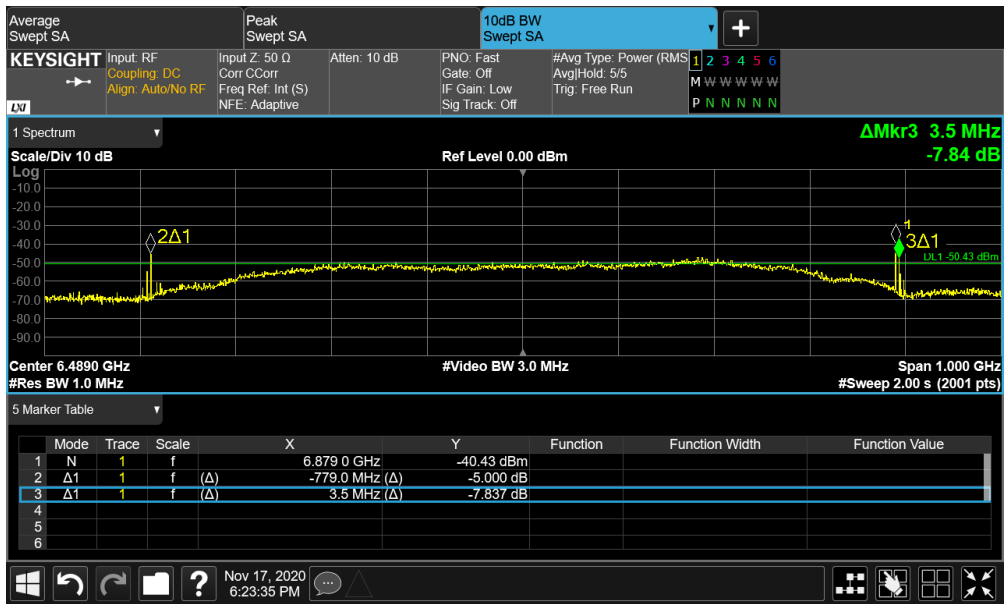 Average
Swept SA
Peak
Swept SA
10dB BW
Swept SA
KEYSIGHT
LXI
Input: RF
Coupling: DC
Align: Auto/No RF
Input Z: 50 Ω
Corr CCorr
Freq Ref: Int (S)
NFE: Adaptive
Atten: 10 dB
PNO: Fast
Gate: Off
IF Gain: Low
Sig Track: Off
#Avg Type: Power (RMS
Avg|Hold: 5/5
Trig: Free Run
1 2 3 4 5 6
M W W W W W
P N N N N N
1 Spectrum
ΔMkr3 3.5 MHz
-7.84 dB
Scale/Div 10 dB
Ref Level 0.00 dBm
Log
-10.0
-20.0
-30.0
-40.0
-50.0
-60.0
-70.0
-80.0
-90.0
2Δ1
1
3Δ1
DL1 -50.43 dBm
Center 6.4890 GHz
#Video BW 3.0 MHz
Span 1.000 GHz
#Res BW 1.0 MHz
#Sweep 2.00 s (2001 pts)
5 Marker Table
Mode Trace Scale X Y Function Function Width Function Value
1 N 1 f 6.879 0 GHz -40.43 dBm
2 Δ1 1 f (Δ) -779.0 MHz (Δ) -5.000 dB
3 Δ1 1 f (Δ) 3.5 MHz (Δ) -7.837 dB
4
5
6
?
Nov 17, 2020
6:23:35 PM